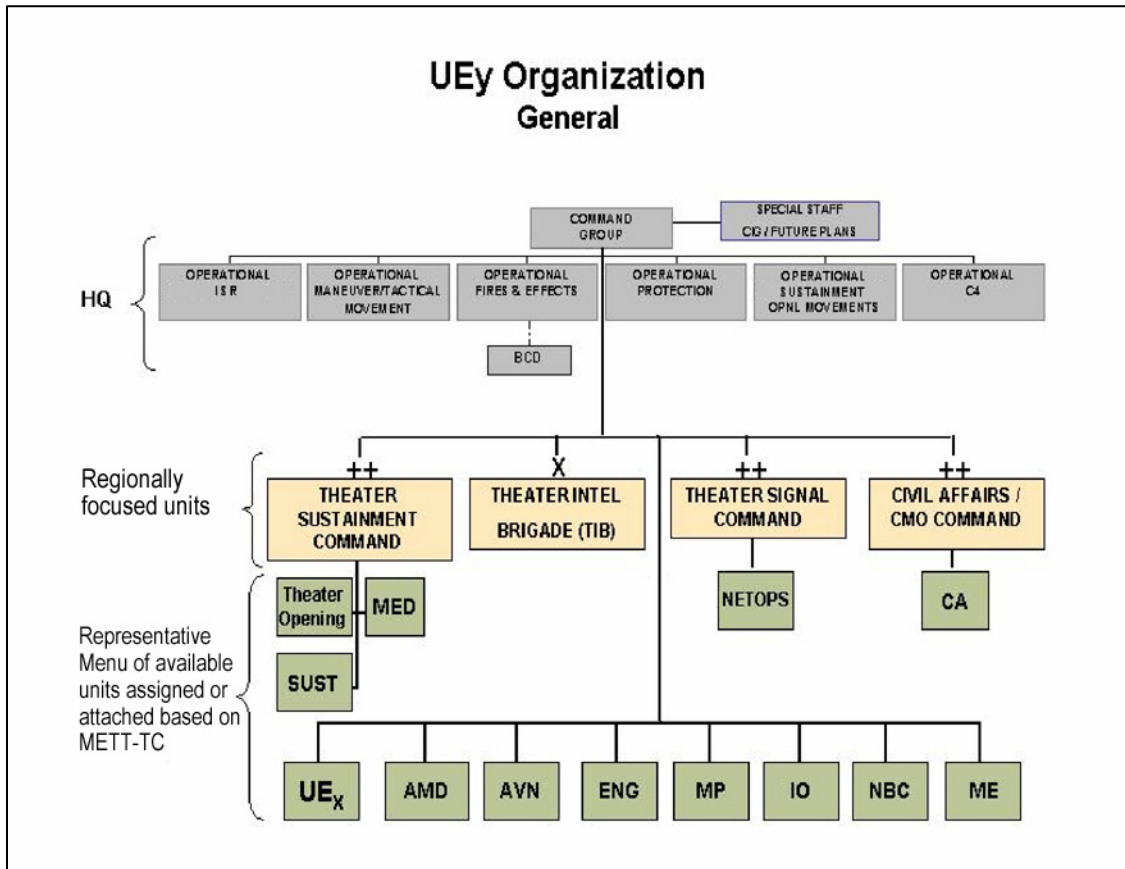 UEy Organization
General
COMMAND
GROUP
SPECIAL STAFF
CIG / FUTURE PLANS
HQ
OPERATIONAL
ISR
OPERATIONAL
MANEUVER/TACTICAL
MOVEMENT
OPERATIONAL
FIRES & EFFECTS
OPERATIONAL
PROTECTION
OPERATIONAL
SUSTAINMENT
OPNL MOVEMENTS
OPERATIONAL
C4
BCD
Regionally
focused units
++
THEATER
SUSTAINMENT
COMMAND
X
THEATER INTEL
BRIGADE (TIB)
++
THEATER SIGNAL
COMMAND
++
CIVIL AFFAIRS /
CMO COMMAND
Representative
Menu of available
units assigned or
attached based on
METT-TC
Theater
Opening
MED
SUST
NETOPS
CA
UEX
AMD
AVN
ENG
MP
IO
NBC
ME